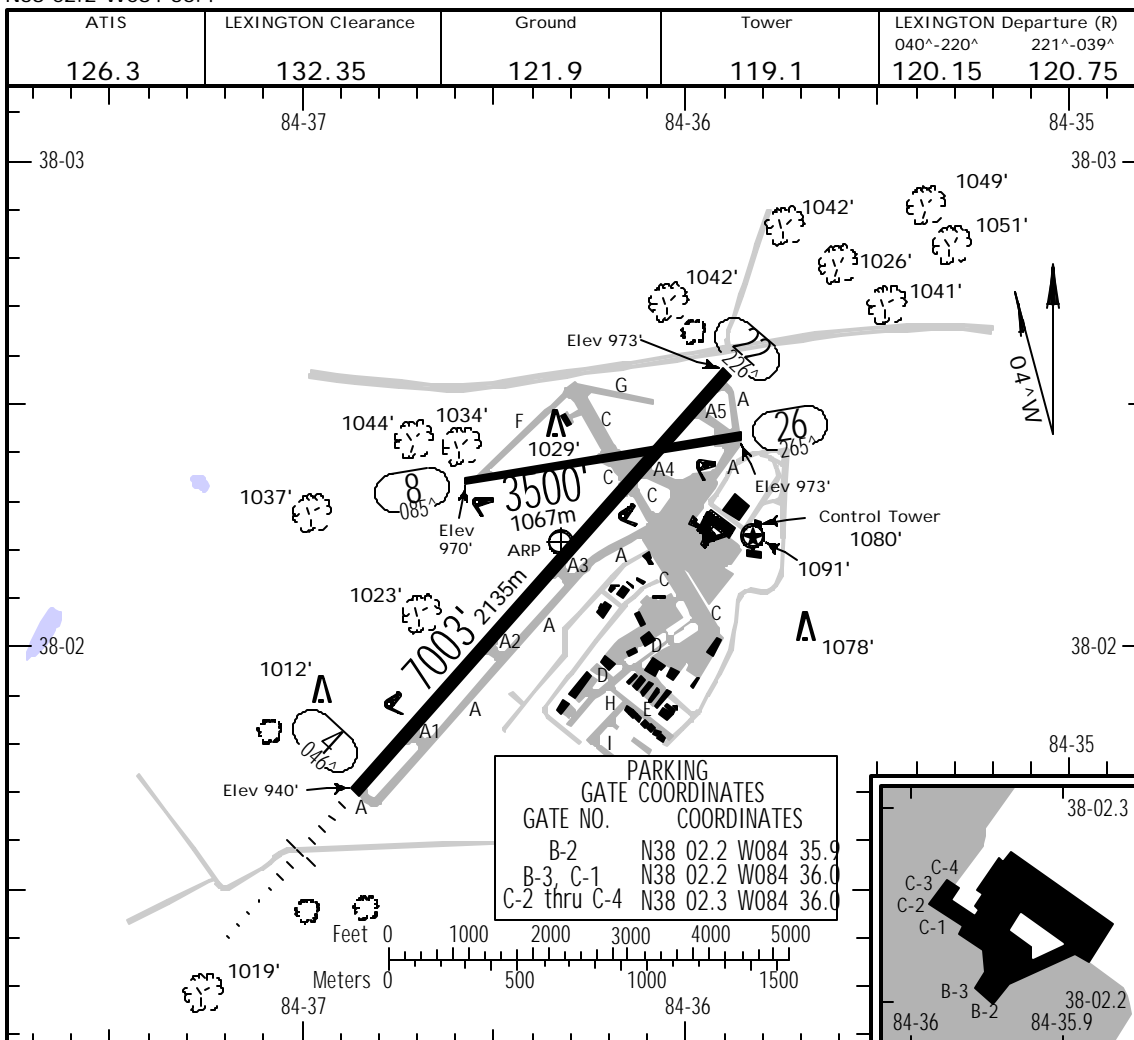 ATIS
LEXINGTON Clearance
Ground
Tower
LEXINGTON Departure (R)
040^-220^ 221^-039^
126.3
132.35
121.9
119.1
120.15 120.75
84-37
84-36
84-35
38-03
38-03
1049'
1042'
1051'
1026'
1042'
1041'
Elev 973'
22
226^
04^W
G
A
A5
F
C
26
265^
1044'
1034'
1029'
A4
A
8
085^
C
Elev 973'
3500'
1067m
C
1037'
Elev
970'
ARP
Control Tower
1080'
A
A3
1091'
C
1023'
2135m
A
C
7003'
38-02
A2
D
1078'
38-02
1012'
D
H
E
A
A1
I
4
046^
84-35
Elev 940'
A
PARKING
GATE COORDINATES
GATE NO. COORDINATES
B-2 N38 02.2 W084 35.9
B-3, C-1 N38 02.2 W084 36.0
C-2 thru C-4 N38 02.3 W084 36.0
38-02.3
C-4
C-3
C-2
C-1
B-3
B-2
38-02.2
84-36
84-35.9
Feet 0 1000 2000 3000 4000 5000
Meters 0 500 1000 1500
1019'
84-37
84-36